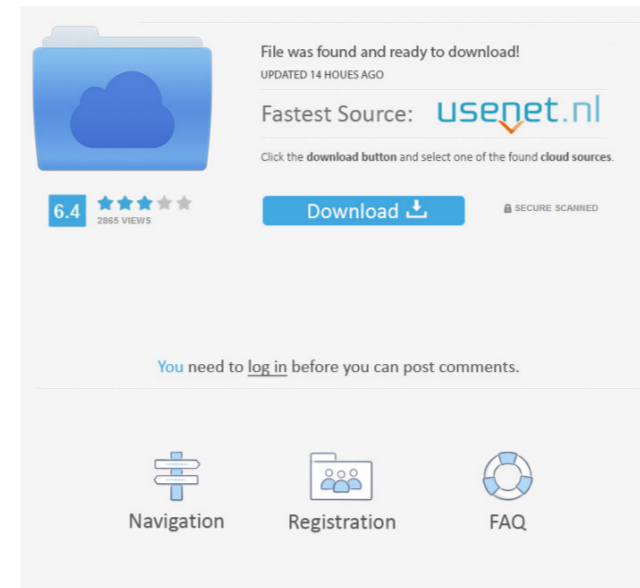 File was found and ready to download!
UPDATED 14 HOUES AGO
Fastest Source: usenet.nl
Click the download button and select one of the found cloud sources.
6.4
2865 VIEWS
Download
SECURE SCANNED
You need to log in before you can post comments.
Navigation
Registration
FAQ